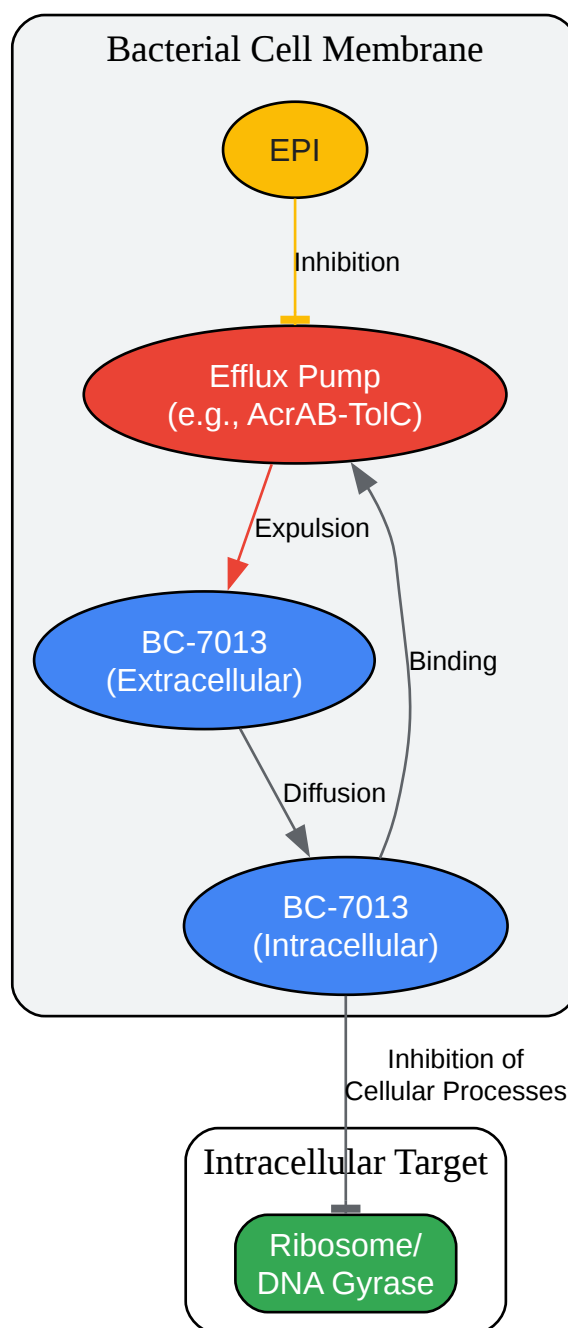 Bacterial Cell Membrane
EPI
Inhibition
Efflux Pump
(e.g., AcrAB-TolC)
Expulsion
BC-7013
(Extracellular)
Binding
Diffusion
BC-7013
(Intracellular)
Inhibition of
Cellular Processes
Intracellular Target
Ribosome/
DNA Gyrase